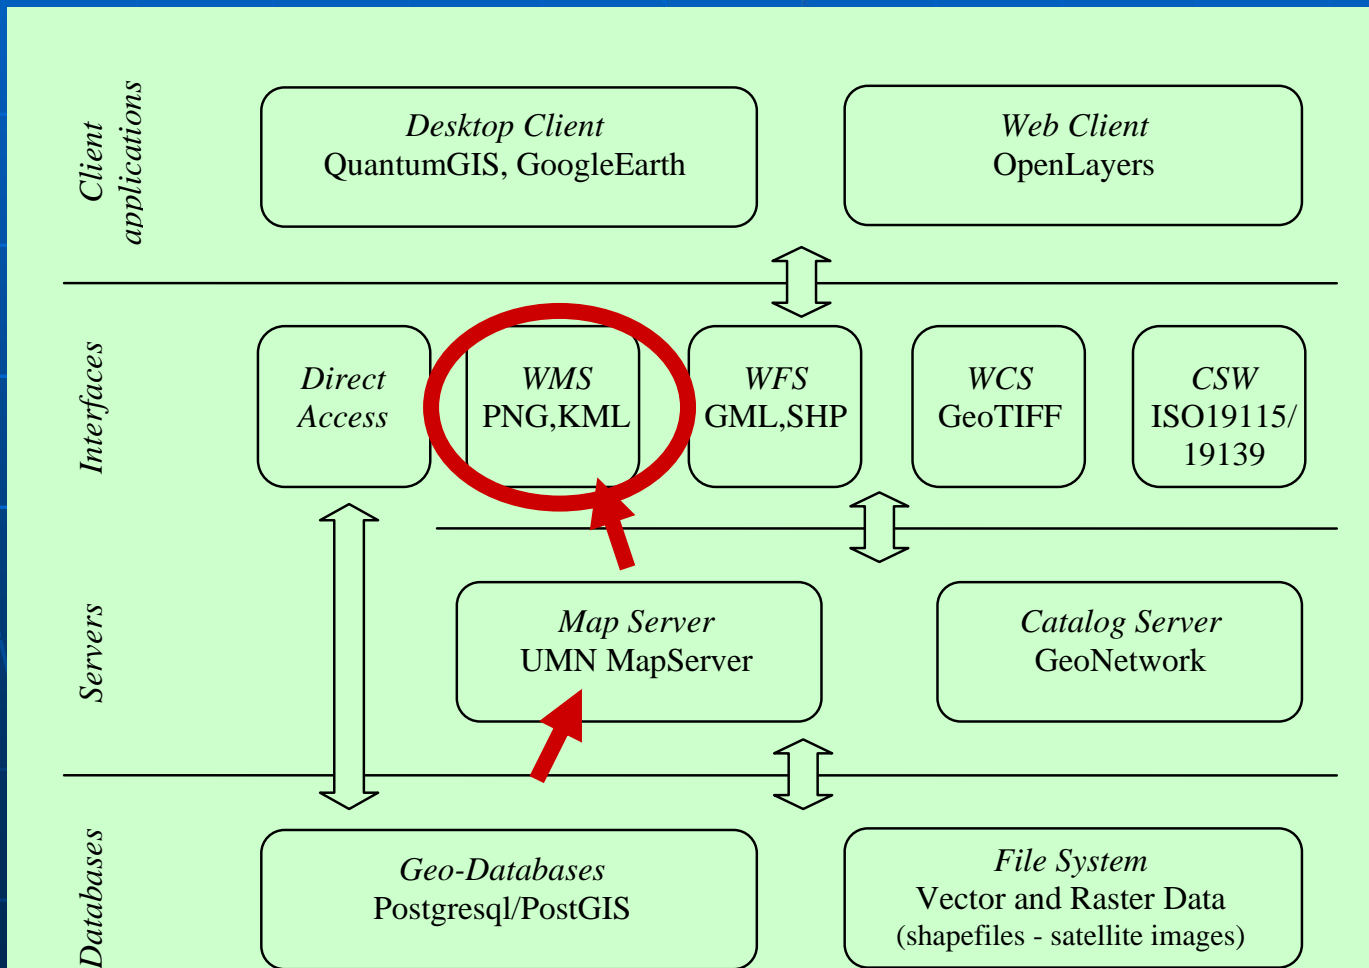 Client
applications
Desktop Client
QuantumGIS, GoogleEarth
Web Client
OpenLayers
Interfaces
Direct
Access
WMS
PNG,KML
WFS
GML,SHP
WCS
GeoTIFF
CSW
ISO19115/
19139
Servers
Map Server
UMN MapServer
Catalog Server
GeoNetwork
Databases
Geo-Databases
Postgresql/PostGIS
File System
Vector and Raster Data
(shapefiles - satellite images)